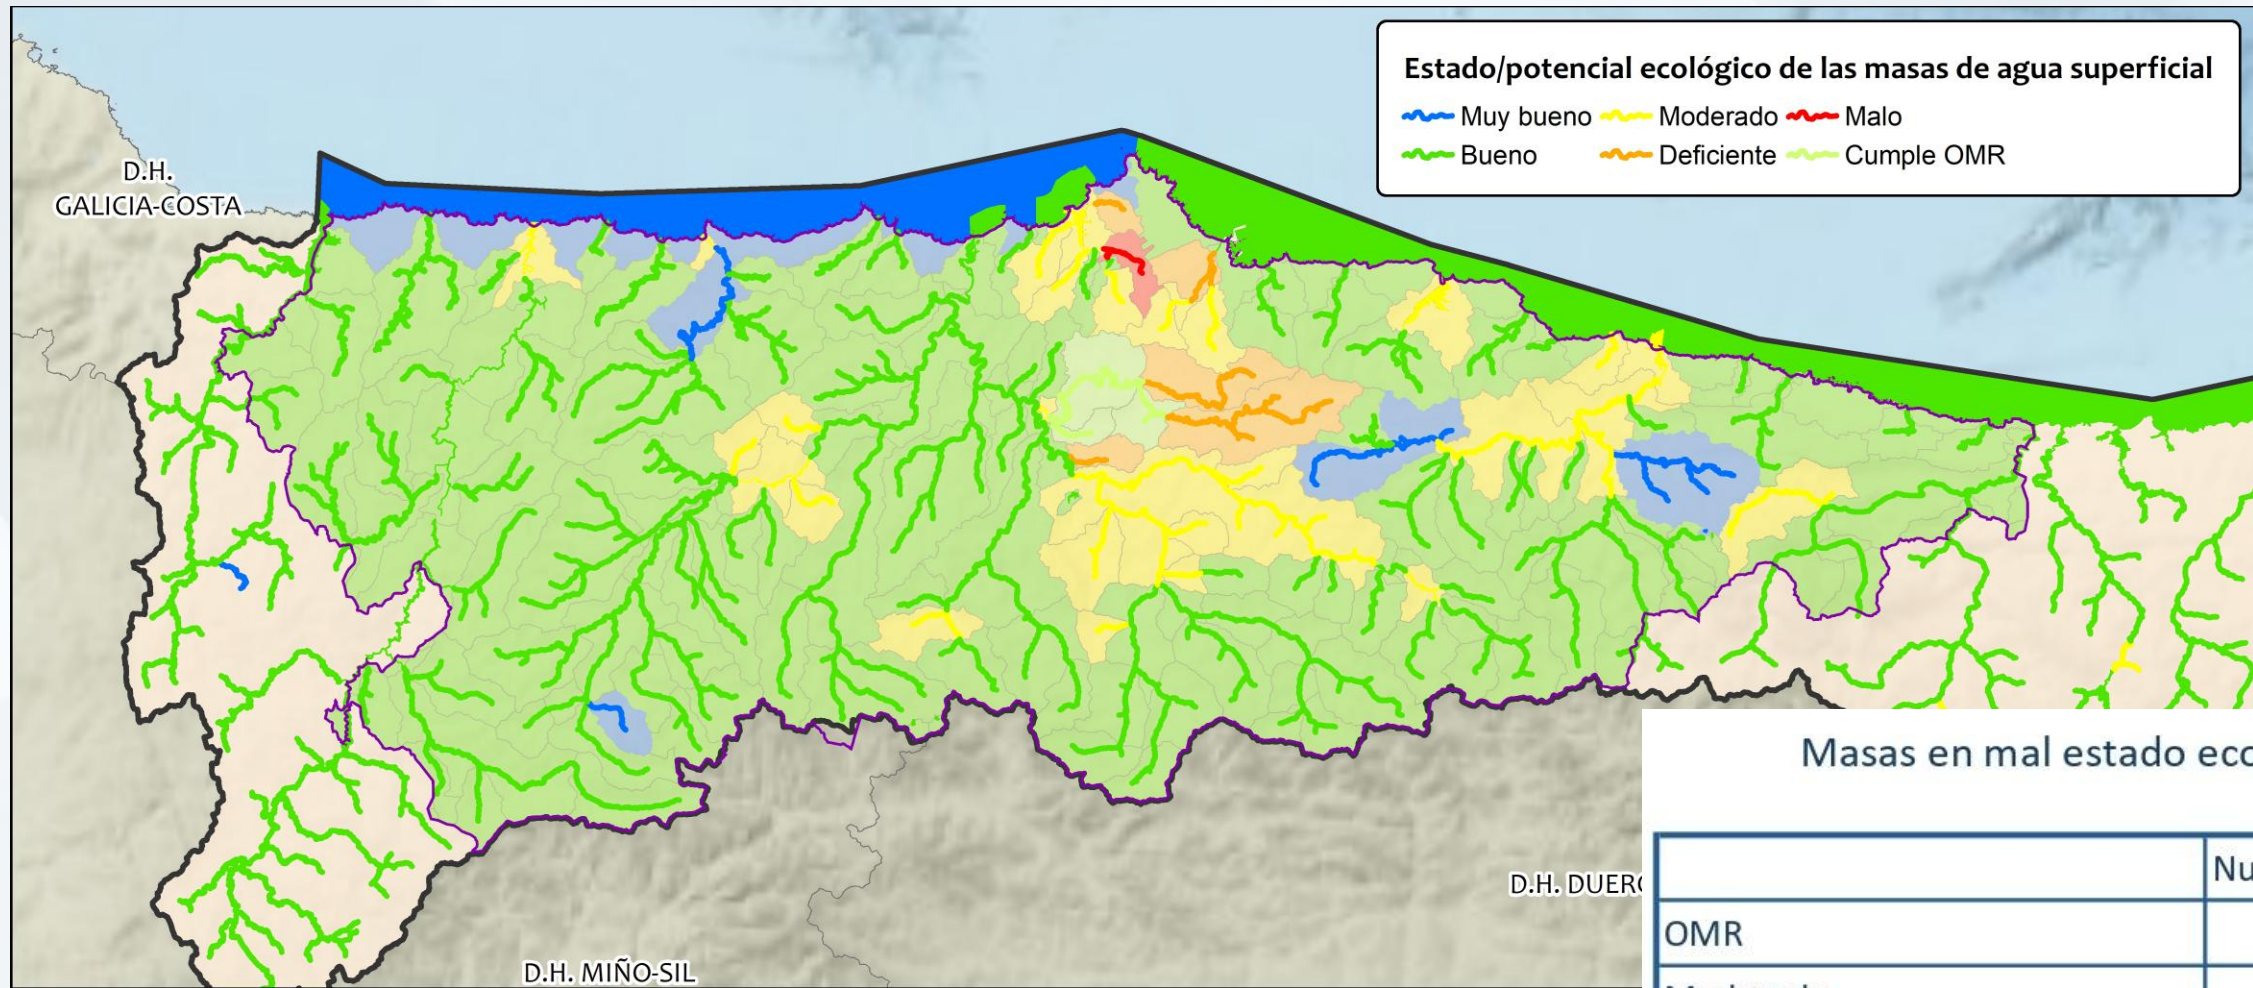 Estado/potencial ecológico de las masas de agua superficial
Muy bueno Moderado Malo
Bueno Deficiente Cumple OMR
D.H.
GALICIA-COSTA
Masas en mal estado eco
D.H. DUERO
Nu
OMR
D.H. MIÑO-SIL